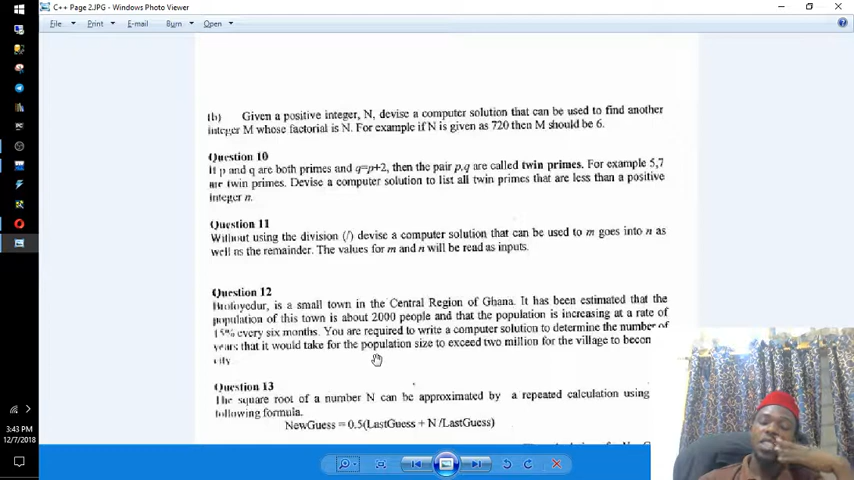 C++ Page 2.JPG - Windows Photo Viewer
File Print E-mail Burn Open
(b) Given a positive integer, N, devise a computer solution that can be used to find another
integer M whose factorial is N. For example if N is given as 720 then M should be 6.
Question 10
If p and q are both primes and q=p+2, then the pair p,q are called twin primes. For example 5,7
are twin primes. Devise a computer solution to list all twin primes that are less than a positive
integer n.
Question 11
Without using the division (/) devise a computer solution that can be used to m goes into n as
well as the remainder. The values for m and n will be read as inputs.
Question 12
Brofoyedur, is a small town in the Central Region of Ghana. It has been estimated that the
population of this town is about 2000 people and that the population is increasing at a rate of
15% every six months. You are required to write a computer solution to determine the number of
years that it would take for the population size to exceed two million for the village to becon
city
Question 13
The square root of a number N can be approximated by a repeated calculation using
following formula.
NewGuess = 0.5(LastGuess + N /LastGuess)
3:43 PM
12/7/2018